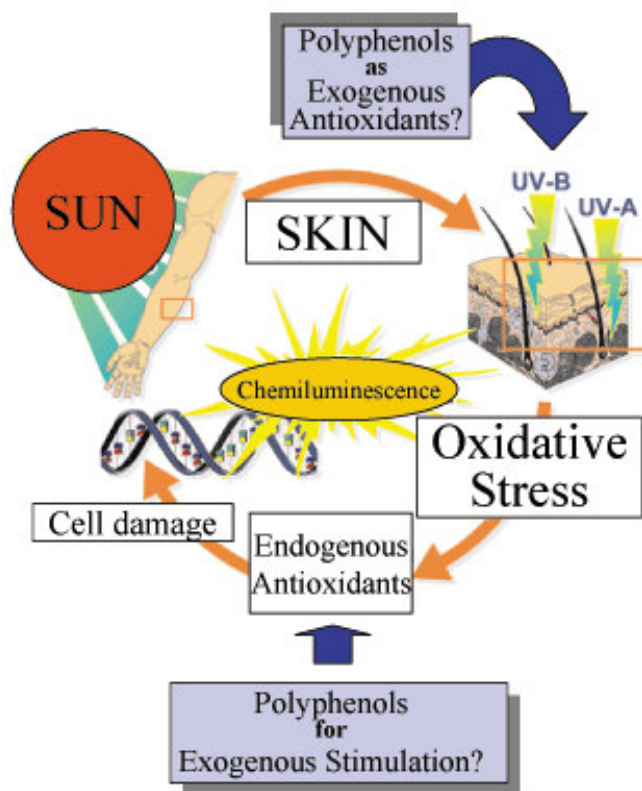 Polyphenols
as
Exogenous
Antioxidants?
SUN
SKIN
UV-B
UV-A
Chemiluminescence
Oxidative
Stress
Cell damage
Endogenous
Antioxidants
Polyphenols
for
Exogenous Stimulation?